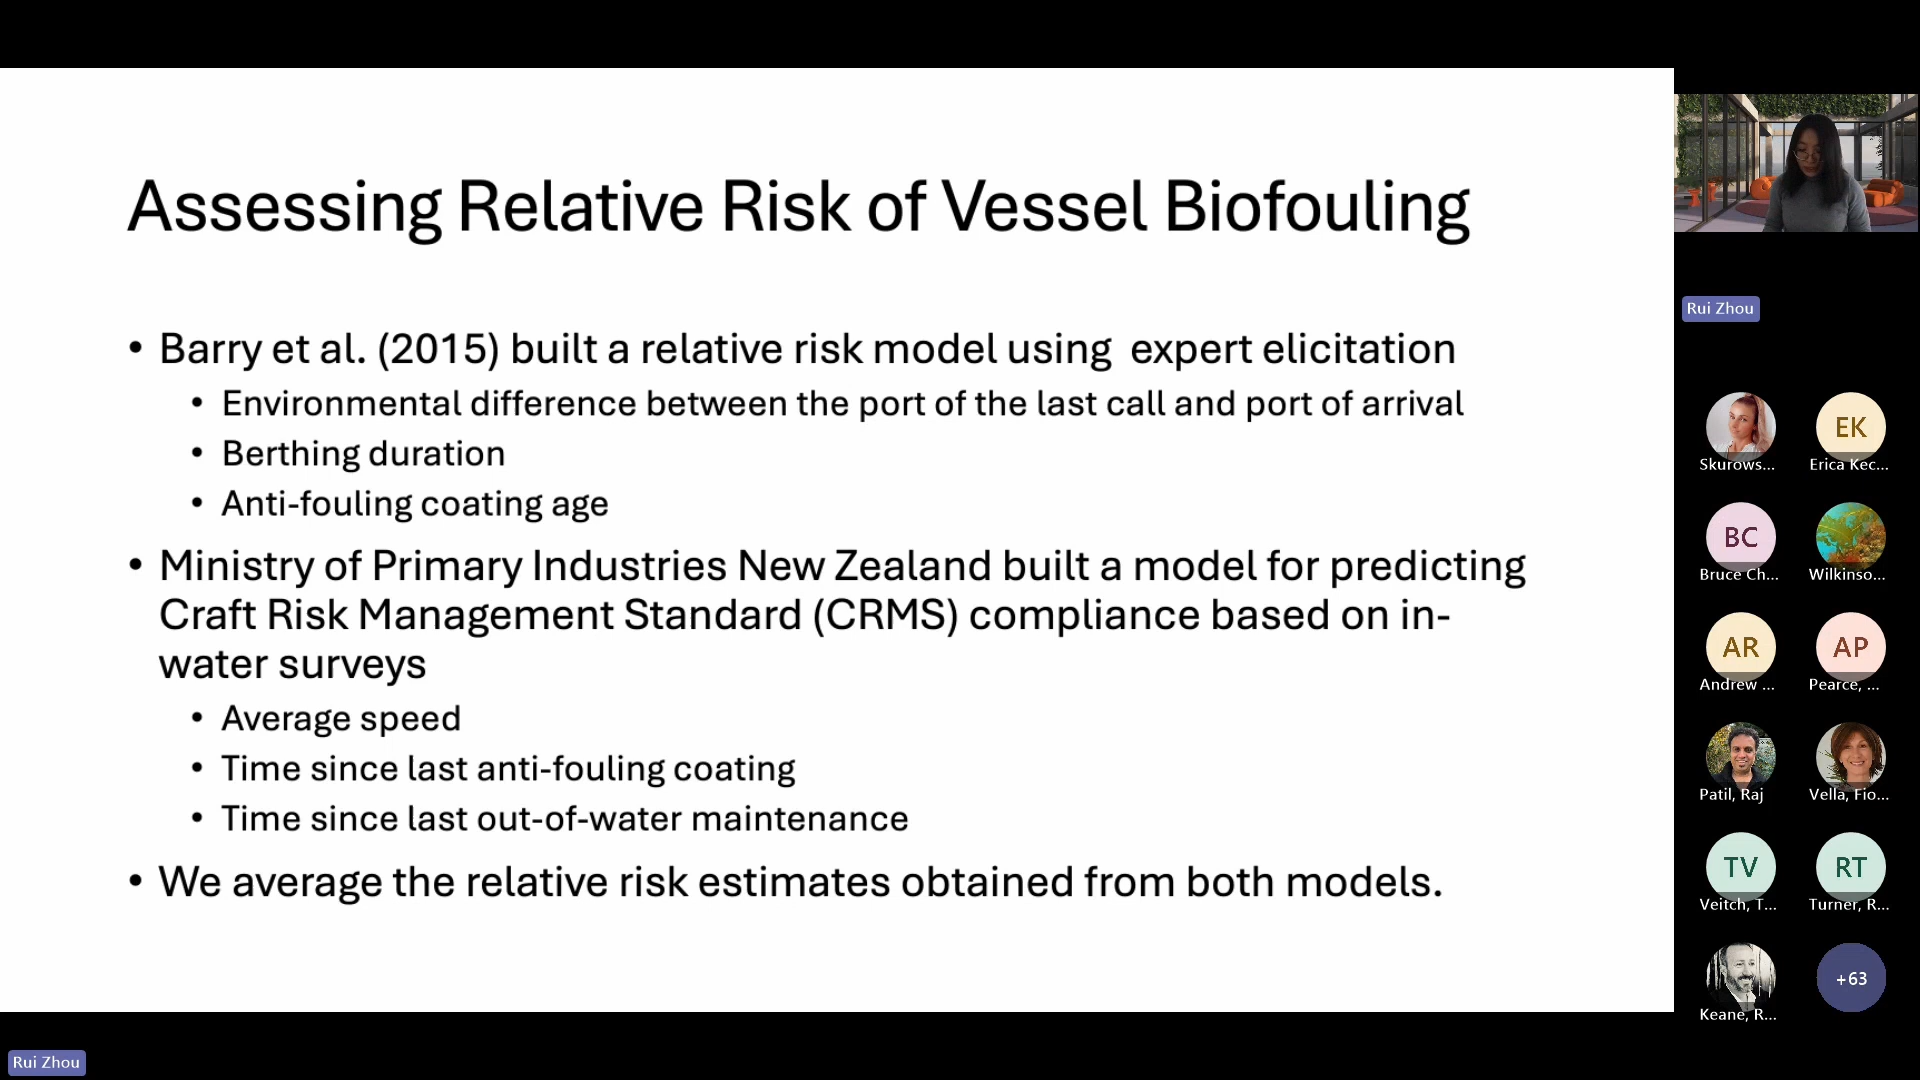 Assessing Relative Risk of Vessel Biofouling
• Barry et al. (2015) built a relative risk model using expert elicitation
• Environmental difference between the port of the last call and port of arrival
• Berthing duration
• Anti-fouling coating age
• Ministry of Primary Industries New Zealand built a model for predicting
Craft Risk Management Standard (CRMS) compliance based on in-
water surveys
• Average speed
• Time since last anti-fouling coating
• Time since last out-of-water maintenance
• We average the relative risk estimates obtained from both models.
Rui Zhou
Skurows...
EK
Erica Kec...
BC
Bruce Ch...
Wilkinso...
AR
Andrew ...
AP
Pearce, ...
Patil, Raj
Vella, Fio...
TV
Veitch, T...
RT
Turner, R...
Keane, R...
+63
Rui Zhou